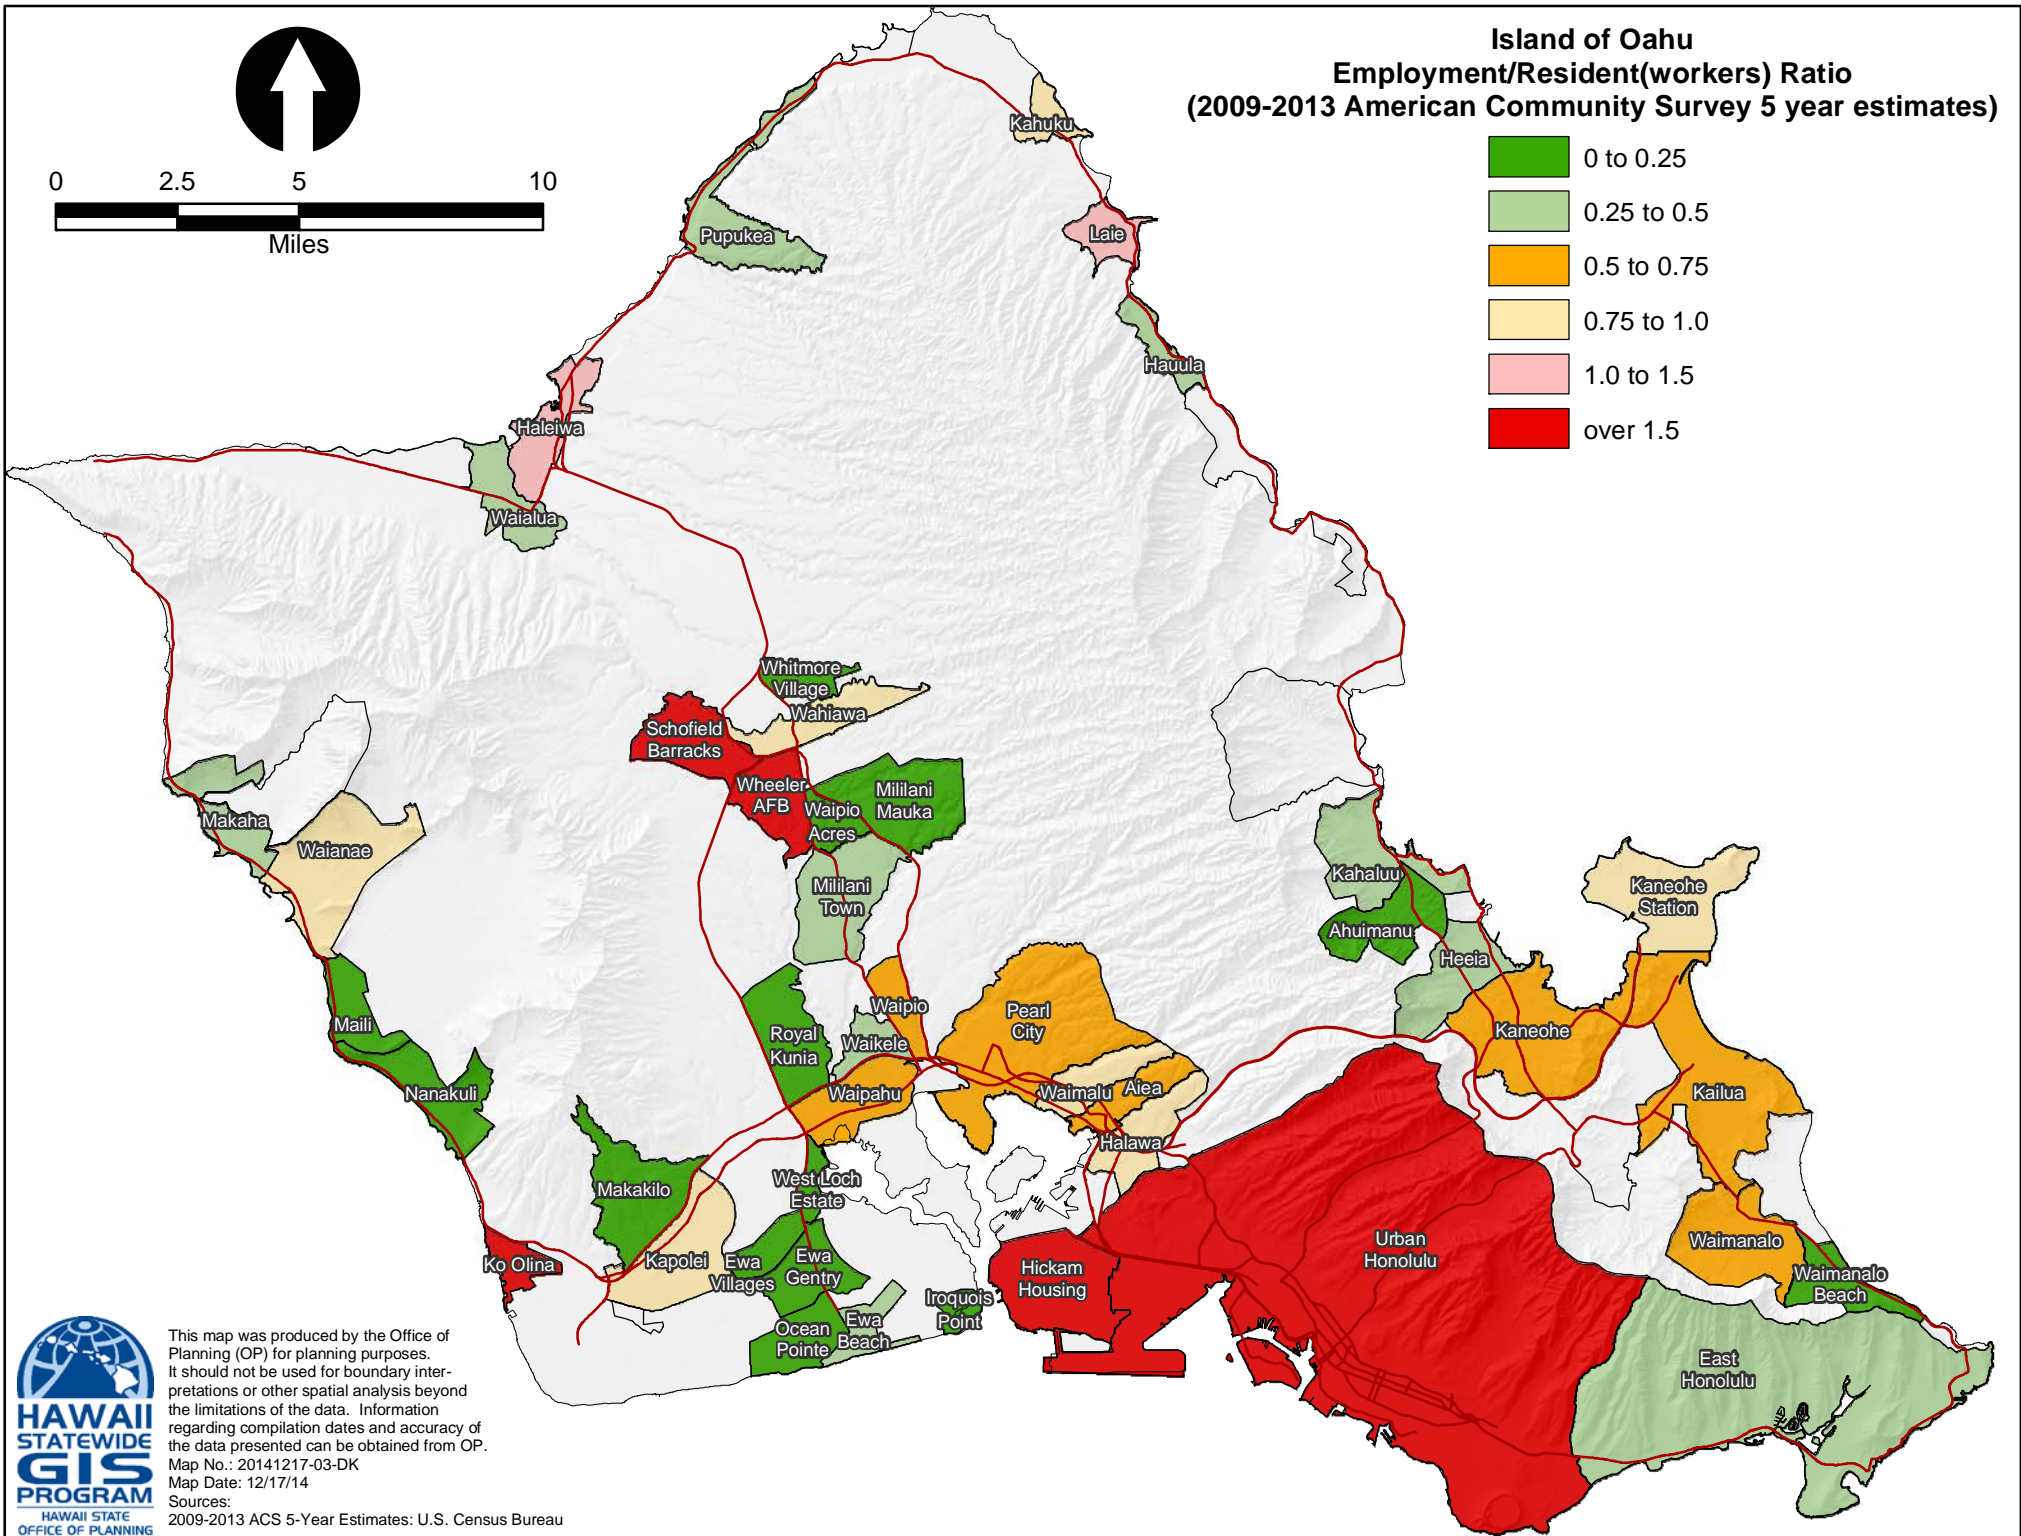 Island of Oahu
Employment/Resident(workers) Ratio
(2009-2013 American Community Survey 5 year estimates)
0 to 0.25
0.25 to 0.5
0.5 to 0.75
0.75 to 1.0
1.0 to 1.5
over 1.5
0 2.5 5 10
Miles
Kahuku
Pupukea
Laie
Hauula
Haleiwa
Waialua
Whitmore
Village
Wahiawa
Schofield
Barracks
Wheeler
AFB
Waipio
Acres
Mililani
Mauka
Makaha
Waianae
Mililani
Town
Kahaluu
Kaneohe
Station
Ahuimanu
Heeia
Maili
Royal
Kunia
Waipio
Waikele
Pearl
City
Kaneohe
Nanakuli
Waipahu
Waimalu
Aiea
Kailua
Halawa
Makakilo
West Loch
Estate
Urban
Honolulu
Waimanalo
Ko Olina
Kapolei
Ewa
Villages
Ewa
Gentry
Hickam
Housing
Waimanalo
Beach
Iroquois
Point
Ocean
Pointe
Ewa
Beach
East
Honolulu
HAWAII
STATEWIDE
GIS
PROGRAM
HAWAII STATE
OFFICE OF PLANNING
This map was produced by the Office of
Planning (OP) for planning purposes.
It should not be used for boundary inter-
pretations or other spatial analysis beyond
the limitations of the data. Information
regarding compilation dates and accuracy of
the data presented can be obtained from OP.
Map No.: 20141217-03-DK
Map Date: 12/17/14
Sources:
2009-2013 ACS 5-Year Estimates: U.S. Census Bureau